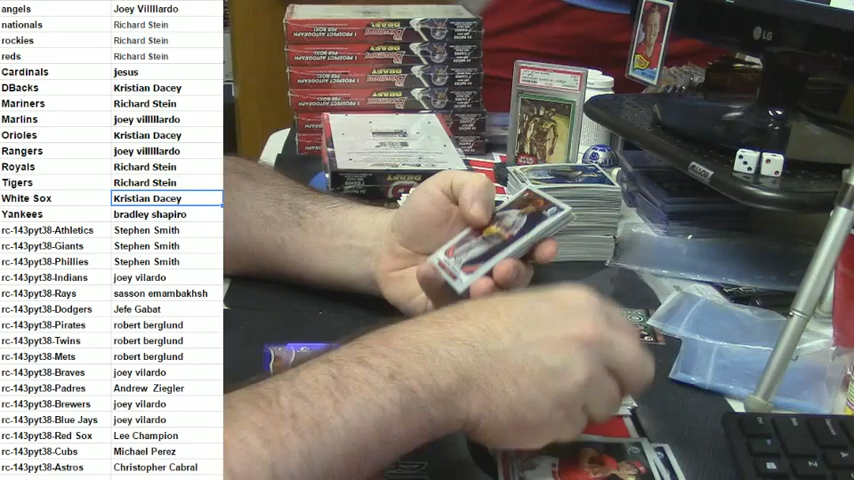 angels Joey Villlardo
nationals Richard Stein
rockies Richard Stein
reds Richard Stein
Cardinals jesus
DBacks Kristian Dacey
Mariners Richard Stein
Marlins joey villlllardo
Orioles Kristian Dacey
Rangers joey villlllardo
Royals Richard Stein
Tigers Richard Stein
White Sox Kristian Dacey
Yankees bradley shapiro
rc-143pyt38-Athletics Stephen Smith
rc-143pyt38-Giants Stephen Smith
rc-143pyt38-Phillies Stephen Smith
rc-143pyt38-Indians joey vilardo
rc-143pyt38-Rays sasson emambakhsh
rc-143pyt38-Dodgers Jefe Gabat
rc-143pyt38-Pirates robert berglund
rc-143pyt38-Twins robert berglund
rc-143pyt38-Mets robert berglund
rc-143pyt38-Braves joey vilardo
rc-143pyt38-Padres Andrew Ziegler
rc-143pyt38-Brewers joey vilardo
rc-143pyt38-Blue Jays joey vilardo
rc-143pyt38-Red Sox Lee Champion
rc-143pyt38-Cubs Michael Perez
rc-143pyt38-Astros Christopher Cabral
LG